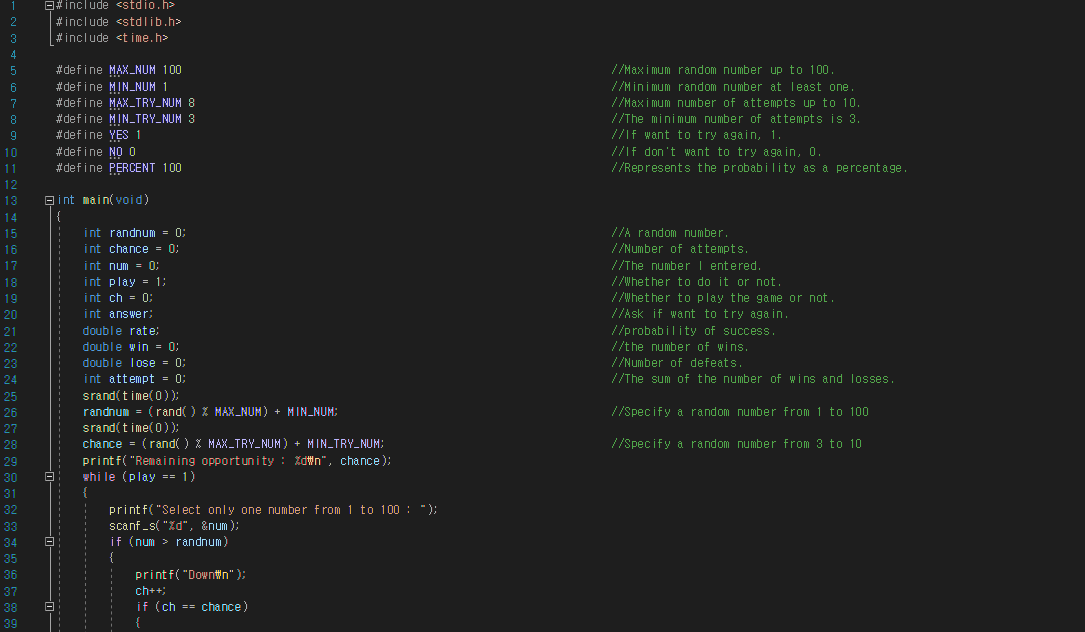 1 #include <stdio.h>
2 #include <stdlib.h>
3 #include <time.h>
4
5 #define MAX_NUM 100 //Maximum random number up to 100.
6 #define MIN_NUM 1 //Minimum random number at least one.
7 #define MAX_TRY_NUM 8 //Maximum number of attempts up to 10.
8 #define MIN_TRY_NUM 3 //The minimum number of attempts is 3.
9 #define YES 1 //If want to try again, 1.
10 #define NO 0 //If don't want to try again, 0.
11 #define PERCENT 100 //Represents the probability as a percentage.
12
13 int main(void)
14 {
15 int randnum = 0; //A random number.
16 int chance = 0; //Number of attempts.
17 int num = 0; //The number I entered.
18 int play = 1; //Whether to do it or not.
19 int ch = 0; //Whether to play the game or not.
20 int answer; //Ask if want to try again.
21 double rate; //probability of success.
22 double win = 0; //the number of wins.
23 double lose = 0; //Number of defeats.
24 int attempt = 0; //The sum of the number of wins and losses.
25 srand(time(0));
26 randnum = (rand() % MAX_NUM) + MIN_NUM; //Specify a random number from 1 to 100
27 srand(time(0));
28 chance = (rand() % MAX_TRY_NUM) + MIN_TRY_NUM; //Specify a random number from 3 to 10
29 printf("Remaining opportunity : %d₩n", chance);
30 while (play == 1)
31 {
32 printf("Select only one number from 1 to 100 : ");
33 scanf_s("%d", &num);
34 if (num > randnum)
35 {
36 printf("Down₩n");
37 ch++;
38 if (ch == chance)
39 {